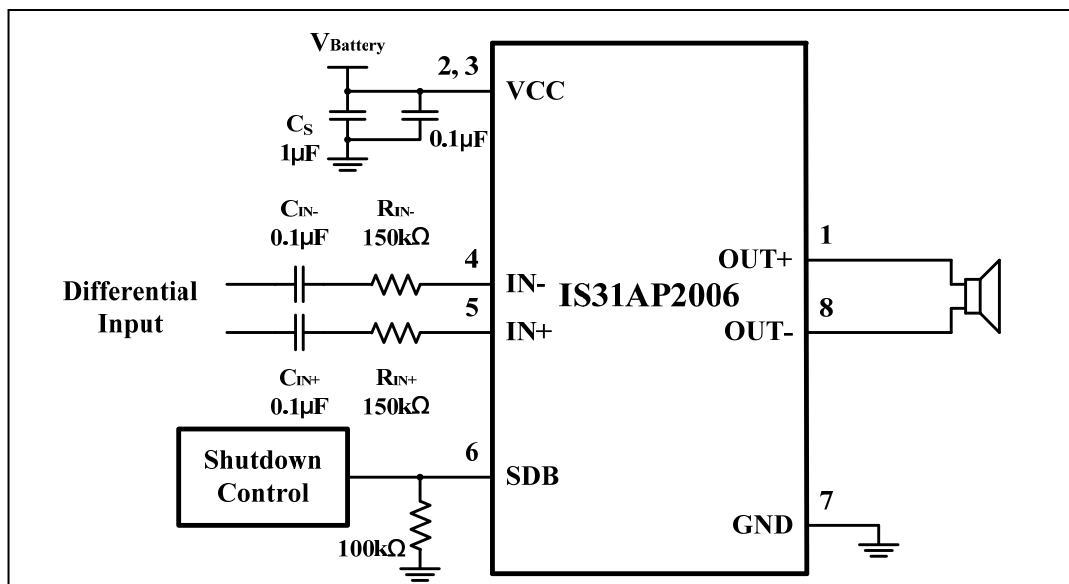 VBattery
2, 3
VCC
CS
1μF
0.1μF
CIN-
0.1μF
RIN-
150kΩ
4
IN-
Differential
Input
5
IN+
CIN+
0.1μF
RIN+
150kΩ
IS31AP2006
1
OUT+
8
OUT-
Shutdown
Control
6
SDB
100kΩ
7
GND